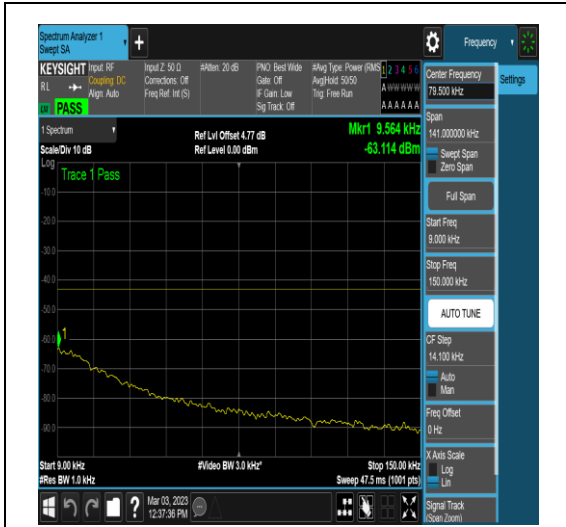 Spectrum Analyzer 1
Swept SA
Frequency
KEYSIGHT
RL
PASS
Input: RF
Coupling: DC
Align: Auto
Input Z: 50 Ω
Corrections: Off
Freq Ref: Int (S)
#Atten: 20 dB
PNO: Best Wide
Gate: Off
IF Gain: Low
Sig Track: Off
#Avg Type: Power (RMS)
Avg|Hold: 50/50
Trig: Free Run
1 2 3 4 5 6
A W W W W W
A A A A A A
1 Spectrum
Scale/Div 10 dB
Ref Lvl Offset 4.77 dB
Ref Level 0.00 dBm
Mkr1 9.564 kHz
-63.114 dBm
Log
Trace 1 Pass
-10.0
-20.0
-30.0
-40.0
-50.0
-60.0
-70.0
-80.0
-90.0
1
Start 9.00 kHz
#Res BW 1.0 kHz
#Video BW 3.0 kHz*
Stop 150.00 kHz
Sweep 47.5 ms (1001 pts)
Mar 03, 2023
12:37:36 PM
Center Frequency
79.500 kHz
Settings
Span
141.000000 kHz
Swept Span
Zero Span
Full Span
Start Freq
9.000 kHz
Stop Freq
150.000 kHz
AUTO TUNE
CF Step
14.100 kHz
Auto
Man
Freq Offset
0 Hz
X Axis Scale
Log
Lin
Signal Track
(Span Zoom)